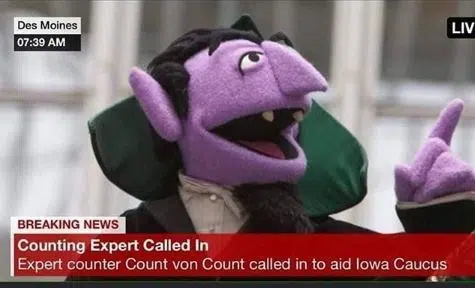 Des Moines
07:39 AM
LIV
BREAKING NEWS
Counting Expert Called In
Expert counter Count von Count called in to aid Iowa Caucus